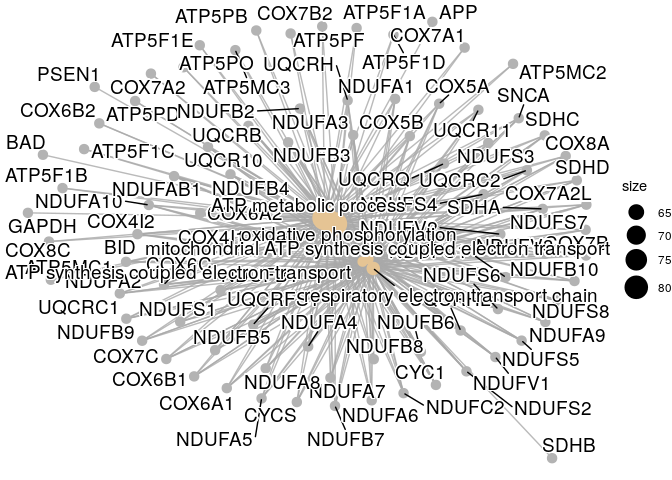 ATP5PB COX7B2 ATP5F1A APP
ATP5F1E ATP5PF COX7A1
ATP5PO UQCRH ATP5F1D
PSEN1 COX7A2 ATP5MC3 NDUFA1 COX5A ATP5MC2
SNCA
COX6B2 ATP5PD NDUFB2 NDUFA3 COX5B UQCR11 SDHC
UQCRB
BAD ATP5F1C UQCR10 NDUFB3 NDUFS3 COX8A
SDHD
ATP5F1B NDUFAB1 NDUFB4 UQCRQ UQCRC2 size
NDUFA10 ATP metabolic process SDHA COX7A2L
COX6A2 65
GAPDH COX4I2 NDUFS7
oxidative phosphorylation 70
COX8C BID mitochondrial ATP synthesis coupled electron transport
75
ATP synthesis coupled electron transport NDUFS6 NDUFB10
NDUFA2 80
respiratory electron transport chain
UQCRC1 NDUFS1 NDUFS8
NDUFB9 NDUFB5 NDUFA4 NDUFB6 NDUFA9
COX7C NDUFB8 NDUFS5
COX6B1 NDUFA8 CYC1 NDUFV1
NDUFA7
COX6A1 CYCS NDUFA6 NDUFC2 NDUFS2
NDUFA5 NDUFB7 SDHB